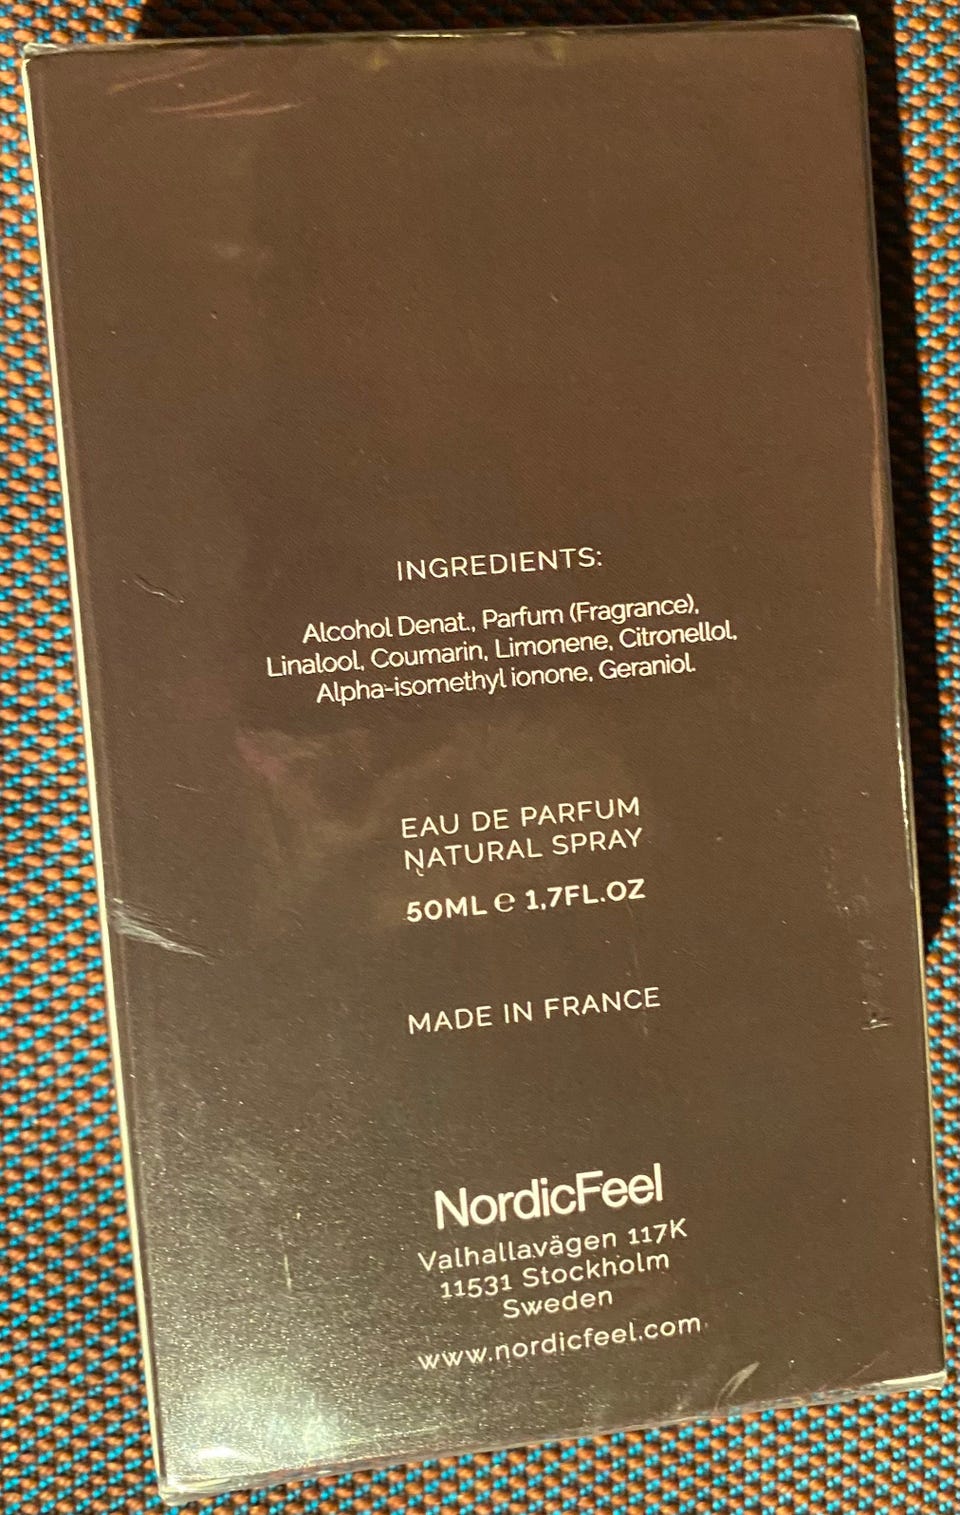 INGREDIENTS:
Alcohol Denat., Parfum (Fragrance),
Linalool, Coumarin, Limonene, Citronellol,
Alpha-isomethyl ionone, Geraniol.
EAU DE PARFUM
NATURAL SPRAY
50ML ℮ 1,7FL.OZ
MADE IN FRANCE
NordicFeel
Valhallavägen 117K
11531 Stockholm
Sweden
www.nordicfeel.com